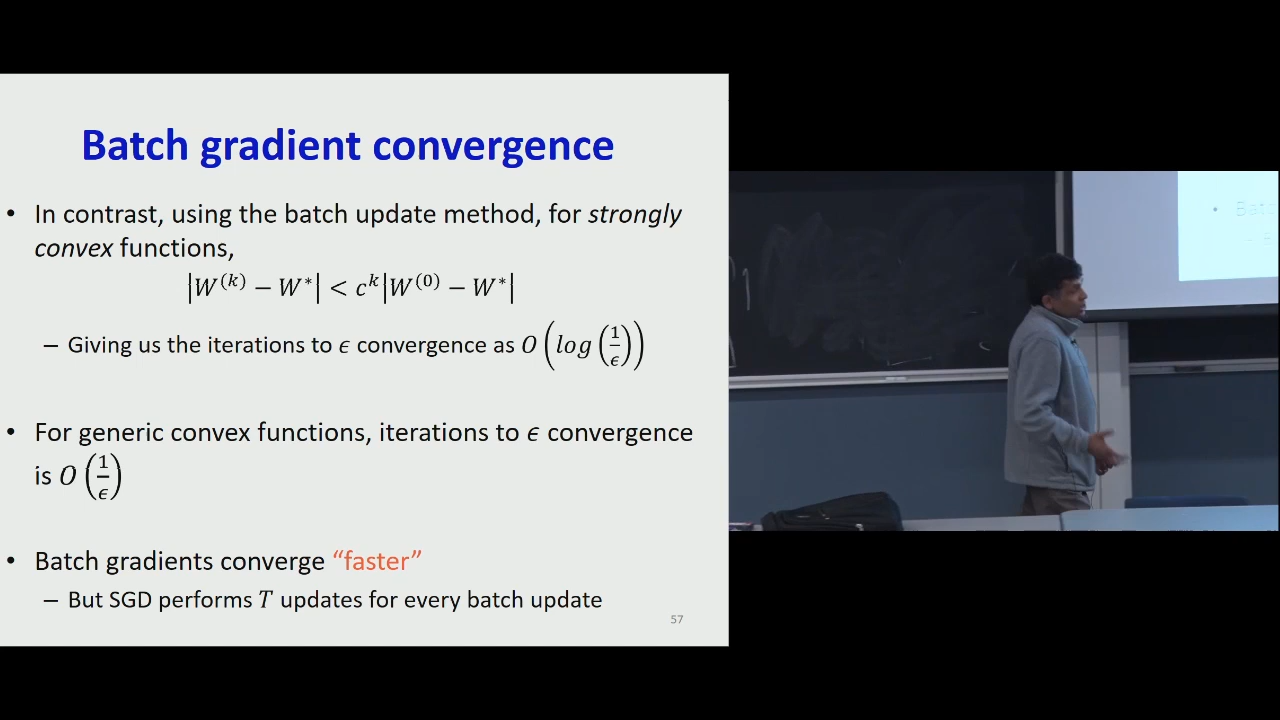 Batch gradient convergence
• In contrast, using the batch update method, for strongly
convex functions,
|W^(k) − W^*| < c^k |W^(0) − W^*|
– Giving us the iterations to ϵ convergence as O(log(1/ϵ))
• For generic convex functions, iterations to ϵ convergence
is O(1/ϵ)
• Batch gradients converge “faster”
– But SGD performs T updates for every batch update
57